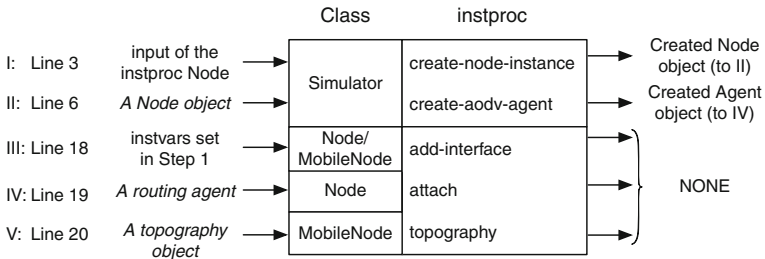 Class instproc
I: Line 3 input of the instproc Node Simulator create-node-instance Created Node object (to II)
II: Line 6 A Node object create-aodv-agent Created Agent object (to IV)
III: Line 18 instvars set in Step 1 Node/ MobileNode add-interface
IV: Line 19 A routing agent Node attach NONE
V: Line 20 A topography object MobileNode topography